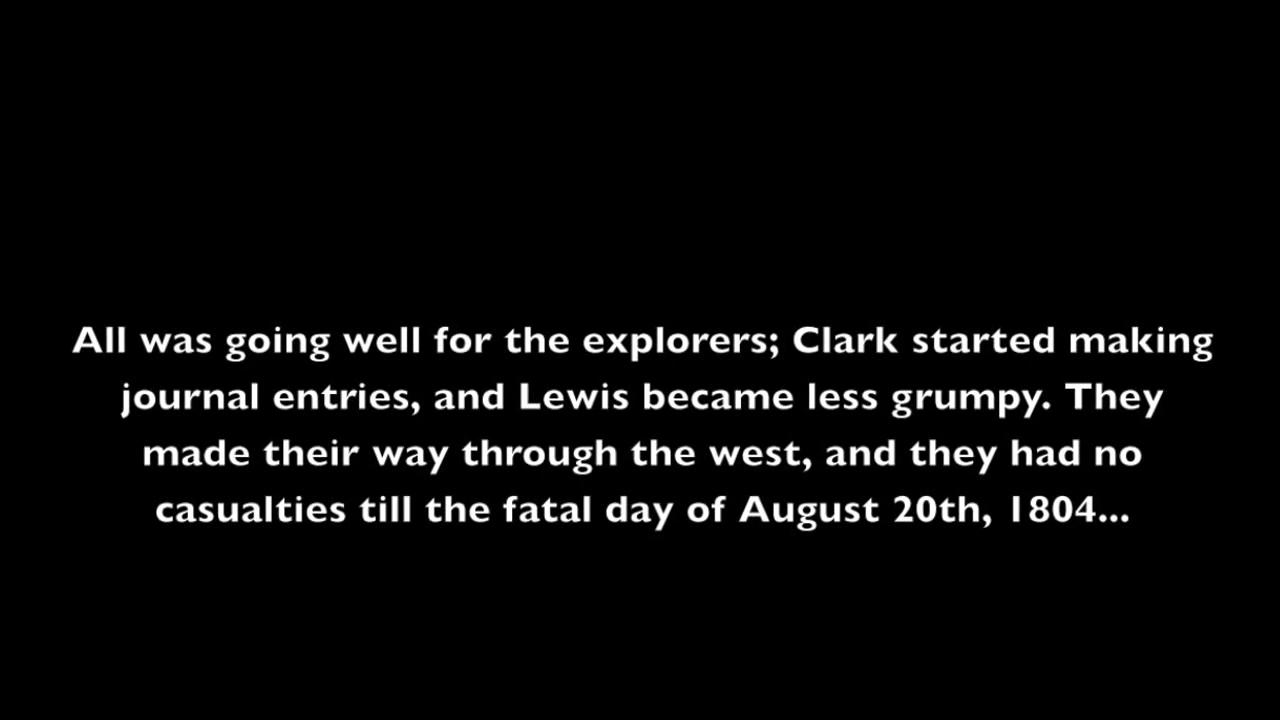 All was going well for the explorers; Clark started making
journal entries, and Lewis became less grumpy. They
made their way through the west, and they had no
casualties till the fatal day of August 20th, 1804...